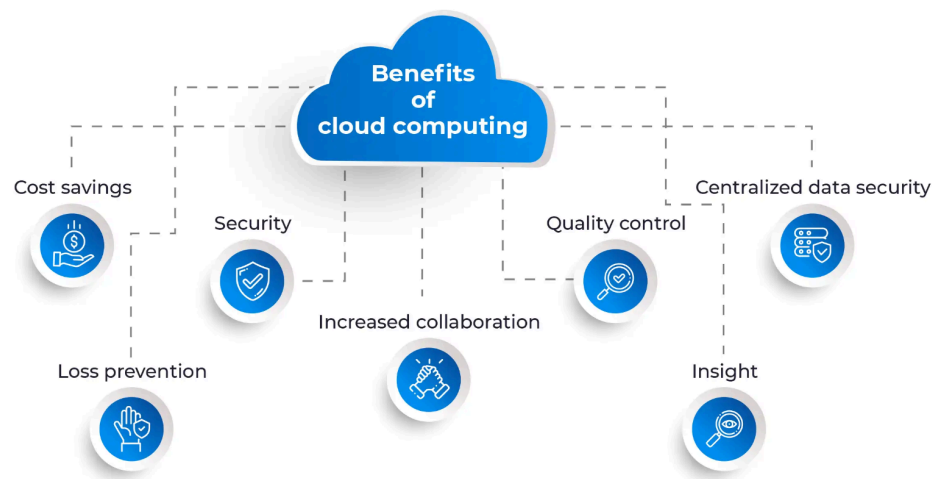 Benefits
of
cloud computing
Cost savings
Centralized data security
Security
Quality control
Increased collaboration
Loss prevention
Insight
$